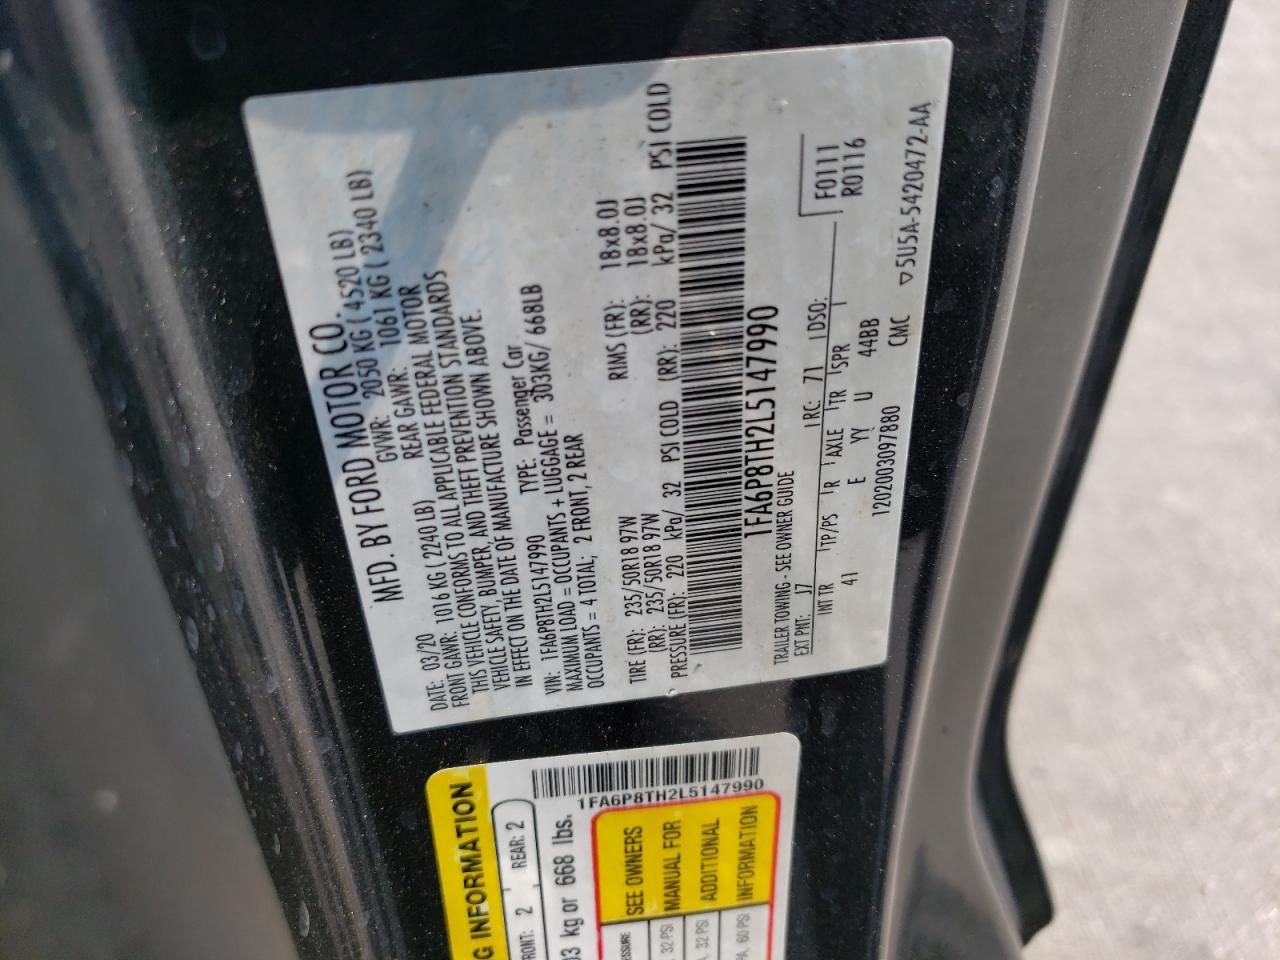 MFD. BY FORD MOTOR CO.
DATE: 03/20 GVWR: 2050 KG ( 4520 LB)
FRONT GAWR: 1016 KG ( 2240 LB) REAR GAWR: 1061 KG ( 2340 LB)
THIS VEHICLE CONFORMS TO ALL APPLICABLE FEDERAL MOTOR
VEHICLE SAFETY, BUMPER, AND THEFT PREVENTION STANDARDS
IN EFFECT ON THE DATE OF MANUFACTURE SHOWN ABOVE.
VIN: 1FA6P8TH2L5147990 TYPE: Passenger Car
MAXIMUM LOAD = OCCUPANTS + LUGGAGE = 303KG/ 668LB
OCCUPANTS = 4 TOTAL; 2 FRONT, 2 REAR
TIRE (FR): 235/50R18 97W RIMS (FR): 18x8.0J
(RR): 235/50R18 97W (RR): 18x8.0J
PRESSURE (FR): 220 kPa/ 32 PSI COLD (RR): 220 kPa/ 32 PSI COLD
1FA6P8TH2L5147990
TRAILER TOWING - SEE OWNER GUIDE
EXT PNT: J7 RC: 71 DSO: F0111
INT TR TP/PS R AXLE TR SPR R0116
41 E YY U 44BB
1202003097880 CMC ▽5U5A-5420472-AA
G INFORMATION
RONT: 2 REAR: 2
03 kg or 668 lbs.
1FA6P8TH2L5147990
SEE OWNERS
MANUAL FOR
ADDITIONAL
INFORMATION
32 PSI
32 PSI
60 PSI